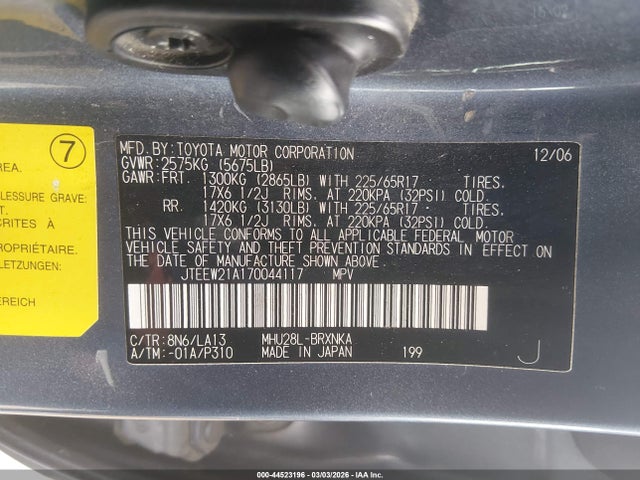 7
REA.
LESSURE GRAVE:
T.
CRITES À
PROPRIÉTAIRE.
LETZUNGEN:
BEREICH
MFD. BY: TOYOTA MOTOR CORPORATION 12/06
GVWR: 2575KG (5675LB)
GAWR: FRT. 1300KG (2865LB) WITH 225/65R17 TIRES.
17X6 1/2J RIMS. AT 220KPA (32PSI) COLD.
RR. 1420KG (3130LB) WITH 225/65R17 TIRES.
17X6 1/2J RIMS. AT 220KPA (32PSI) COLD.
THIS VEHICLE CONFORMS TO ALL APPLICABLE FEDERAL MOTOR
VEHICLE SAFETY AND THEFT PREVENTION STANDARDS IN EFFECT ON
THE DATE OF MANUFACTURE SHOWN ABOVE.
JTEEW21A170044117 MPV
C/TR: 8N6/LA13 MHU28L-BRXNKA
A/TM: -01A/P310 MADE IN JAPAN 199 J
000-44523196 - 03/03/2026 - IAA Inc.